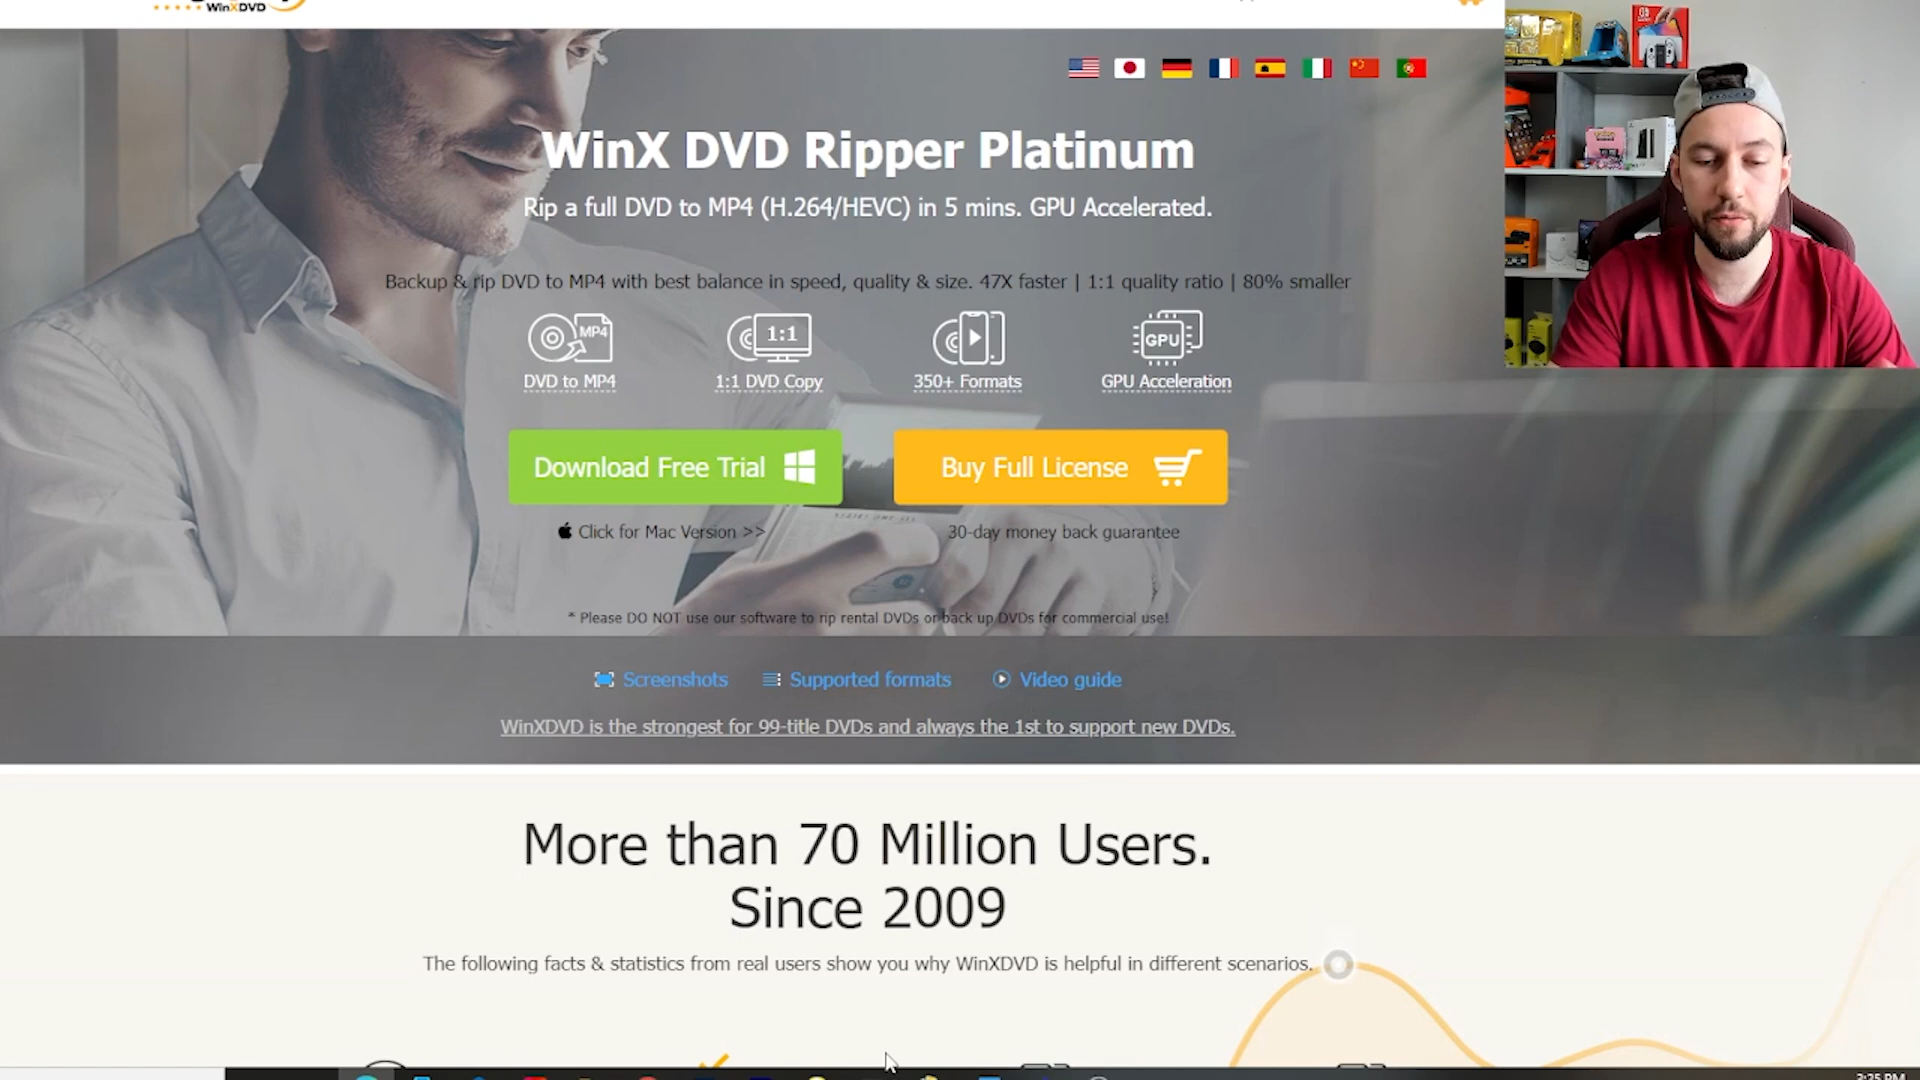 WinXDVD
WinX DVD Ripper Platinum
Rip a full DVD to MP4 (H.264/HEVC) in 5 mins. GPU Accelerated.
Backup & rip DVD to MP4 with best balance in speed, quality & size. 47X faster | 1:1 quality ratio | 80% smaller
MP4
1:1
GPU
DVD to MP4
1:1 DVD Copy
350+ Formats
GPU Acceleration
Download Free Trial
Buy Full License
Click for Mac Version >>
30-day money back guarantee
* Please DO NOT use our software to rip rental DVDs or back up DVDs for commercial use!
Screenshots
Supported formats
Video guide
WinXDVD is the strongest for 99-title DVDs and always the 1st to support new DVDs.
More than 70 Million Users.
Since 2009
The following facts & statistics from real users show you why WinXDVD is helpful in different scenarios.
3:25 PM